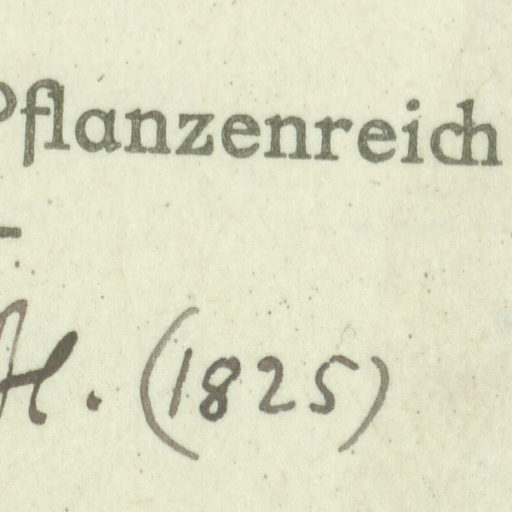 Pflanzenreich
H. (1825)